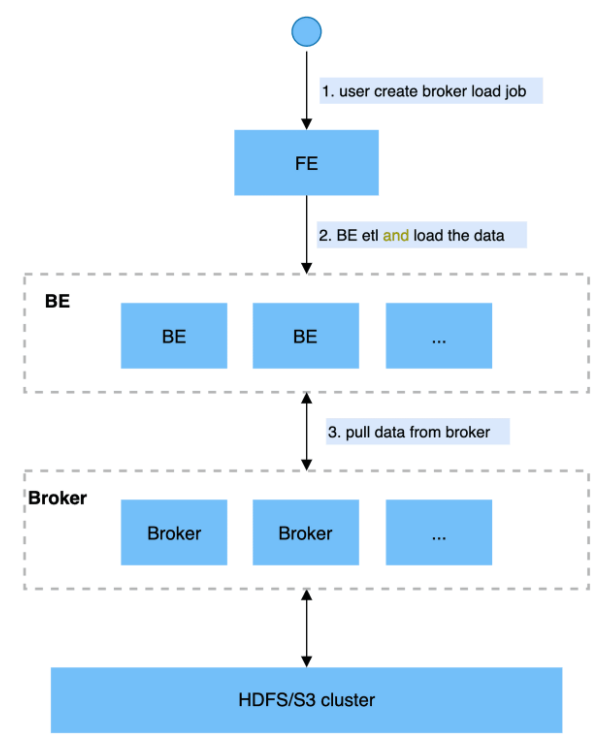 1. user create broker load job
FE
2. BE etl and load the data
BE
BE
BE
...
3. pull data from broker
Broker
Broker
Broker
...
HDFS/S3 cluster